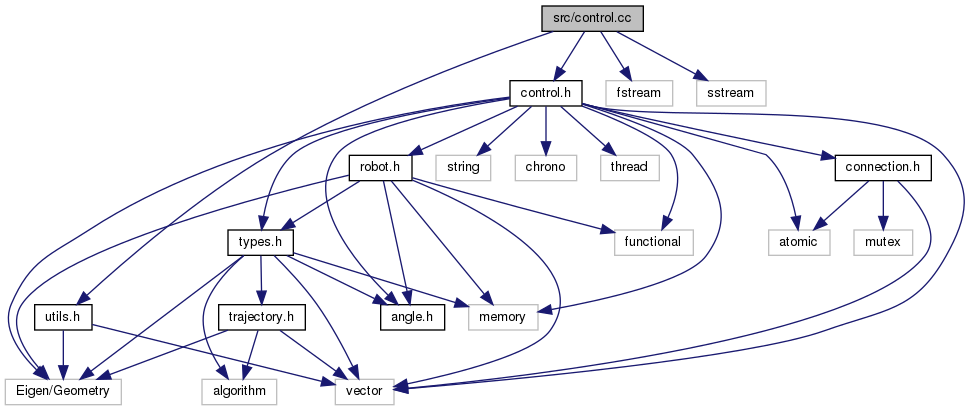 src/control.cc
control.h
fstream
sstream
robot.h
string
chrono
thread
connection.h
types.h
functional
atomic
mutex
utils.h
trajectory.h
angle.h
memory
Eigen/Geometry
algorithm
vector